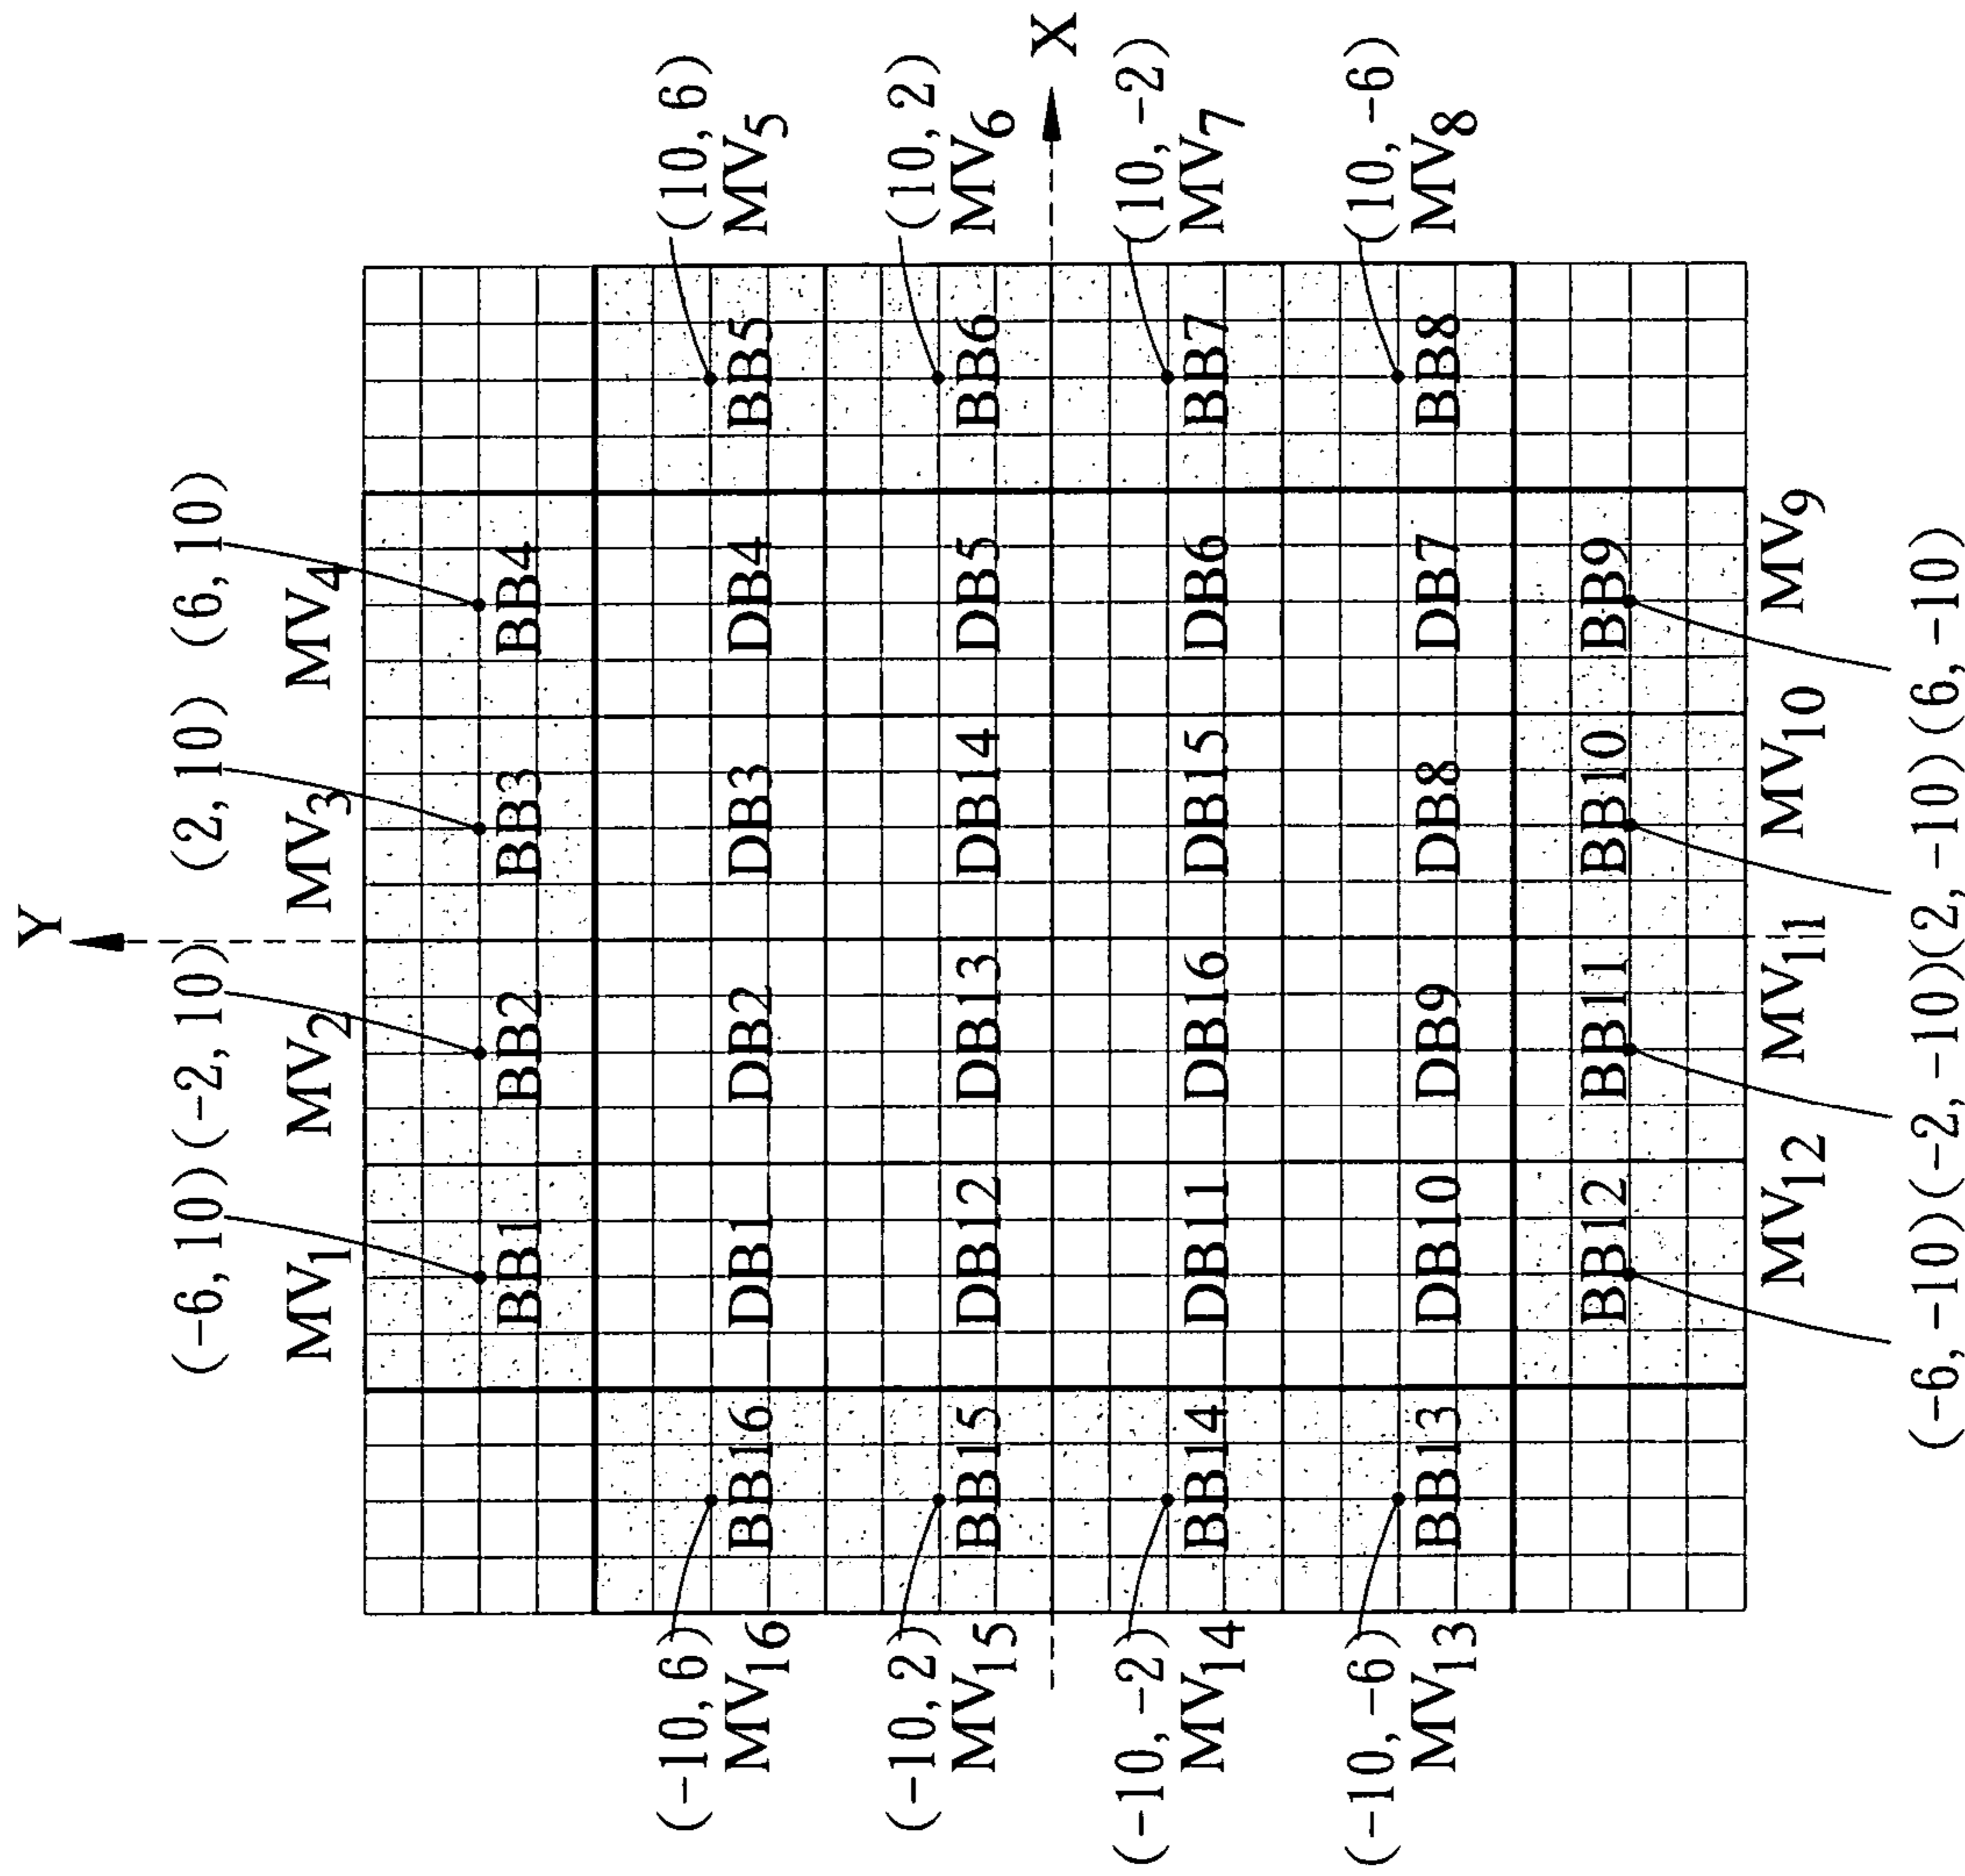 Y
(-6,10)(-2,10) (2,10) (6,10)
MV1 MV2 MV3 MV4
BB1 BB2 BB3 BB4
(-10,6) (10,6)
MV16 BB16 DB1 DB2 DB3 DB4 BB5 MV5
(-10,2) (10,2)
MV15 BB15 DB12 DB13 DB14 DB5 BB6 MV6
X
(-10,-2) (10,-2)
MV14 BB14 DB11 DB16 DB15 DB6 BB7 MV7
(-10,-6) (10,-6)
MV13 BB13 DB10 DB9 DB8 DB7 BB8 MV8
BB12 BB11 BB10 BB9
MV12 MV11 MV10 MV9
(-6,-10)(-2,-10)(2,-10)(6,-10)